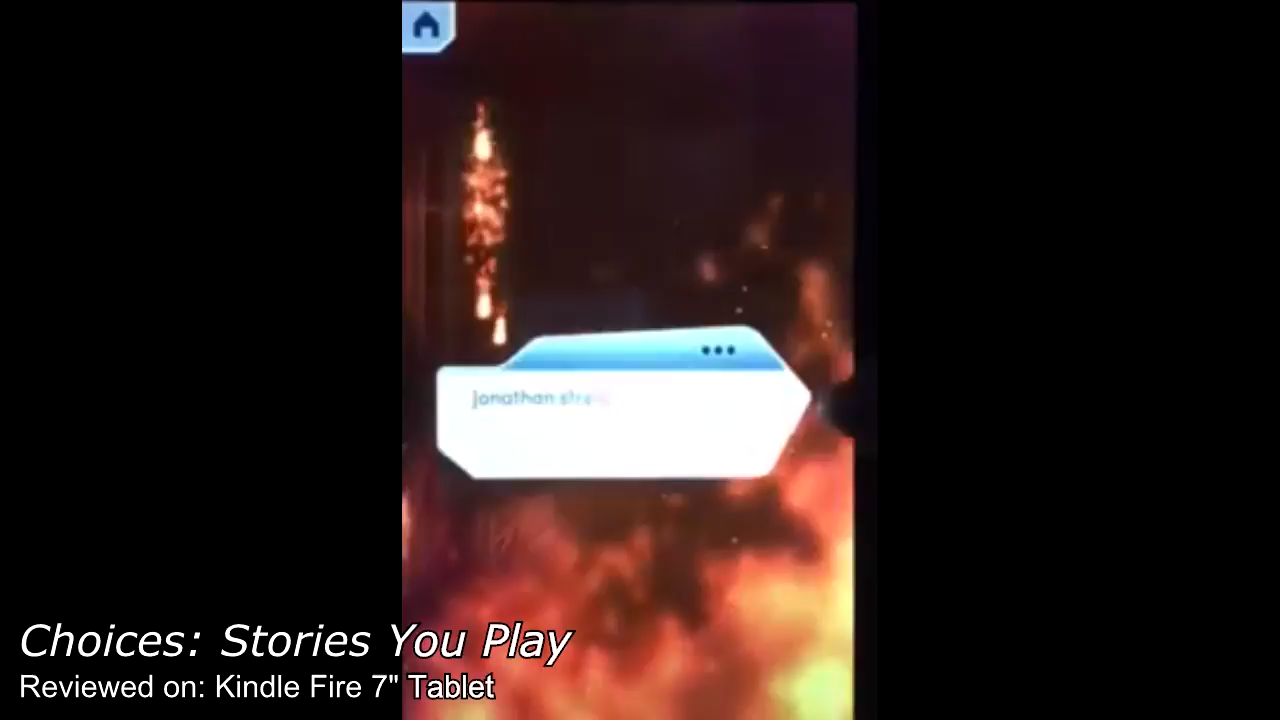 •••
Jonathan
Choices: Stories You Play
Reviewed on: Kindle Fire 7" Tablet